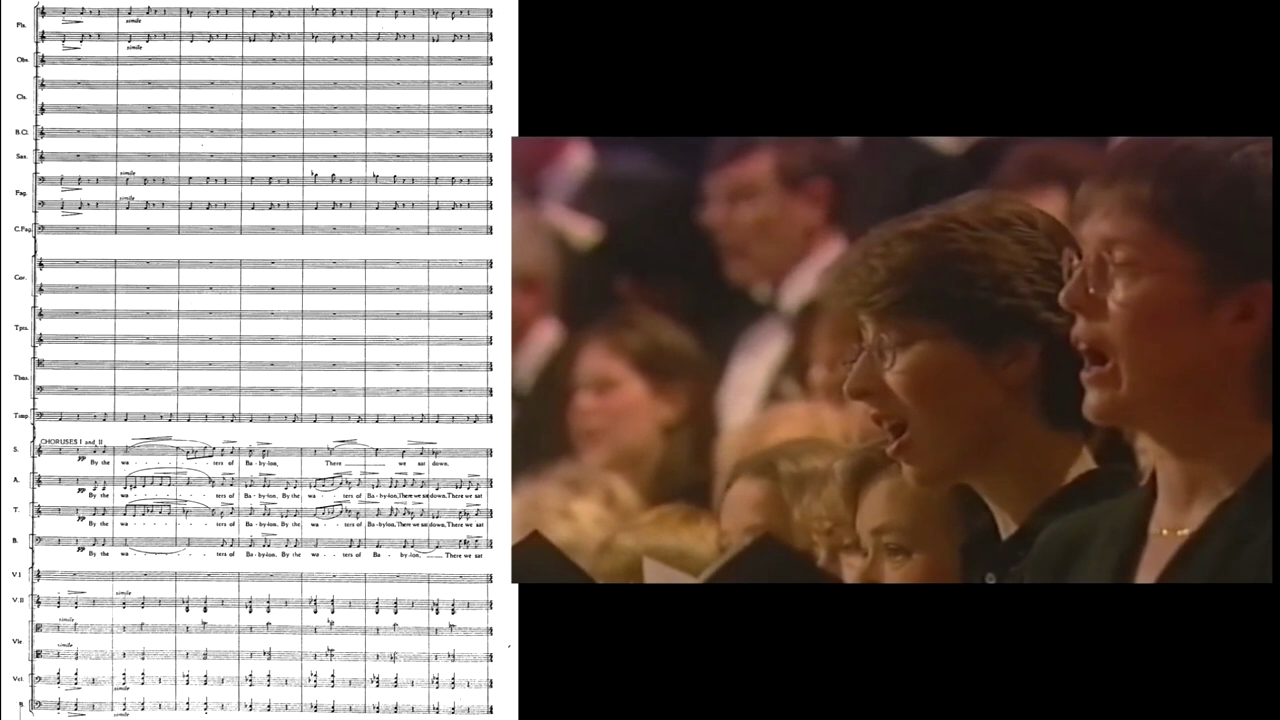 Fls.
simile
simile
Obs.
Cls.
B.Cl.
Sax.
simile
Fag.
simile
C.Fag.
Cor.
Tpts.
Tbns.
Timp.
CHORUSES I and II
S.
pp By the wa - - - - - ters of Ba - by-lon, There we sat down.
A.
pp By the wa - - - - - ters of Ba - by-lon, By the wa - - ters of Ba - by-lon, There we sat down, There we sat
T.
pp By the wa - - - - - ters of Ba - by-lon, By the wa - - ters of Ba - by-lon, There we sat down, There we sat
B.
pp By the wa - - - - - ters of Ba - by-lon, By the wa - - ters of Ba - by-lon, There we sat
V.I
V.II
simile
simile
Vle.
simile
Vcl.
simile
B.
simile